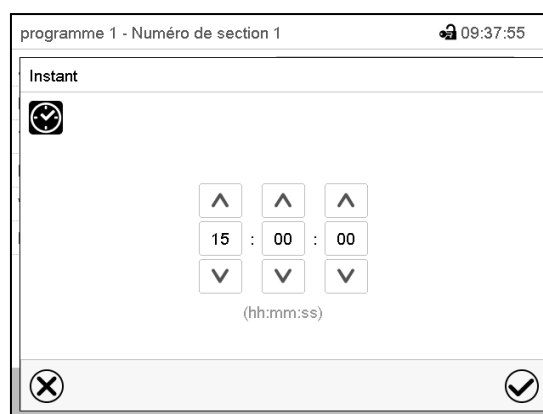 programme 1 - Numéro de section 1 09:37:55
Instant
15 : 00 : 00
(hh:mm:ss)